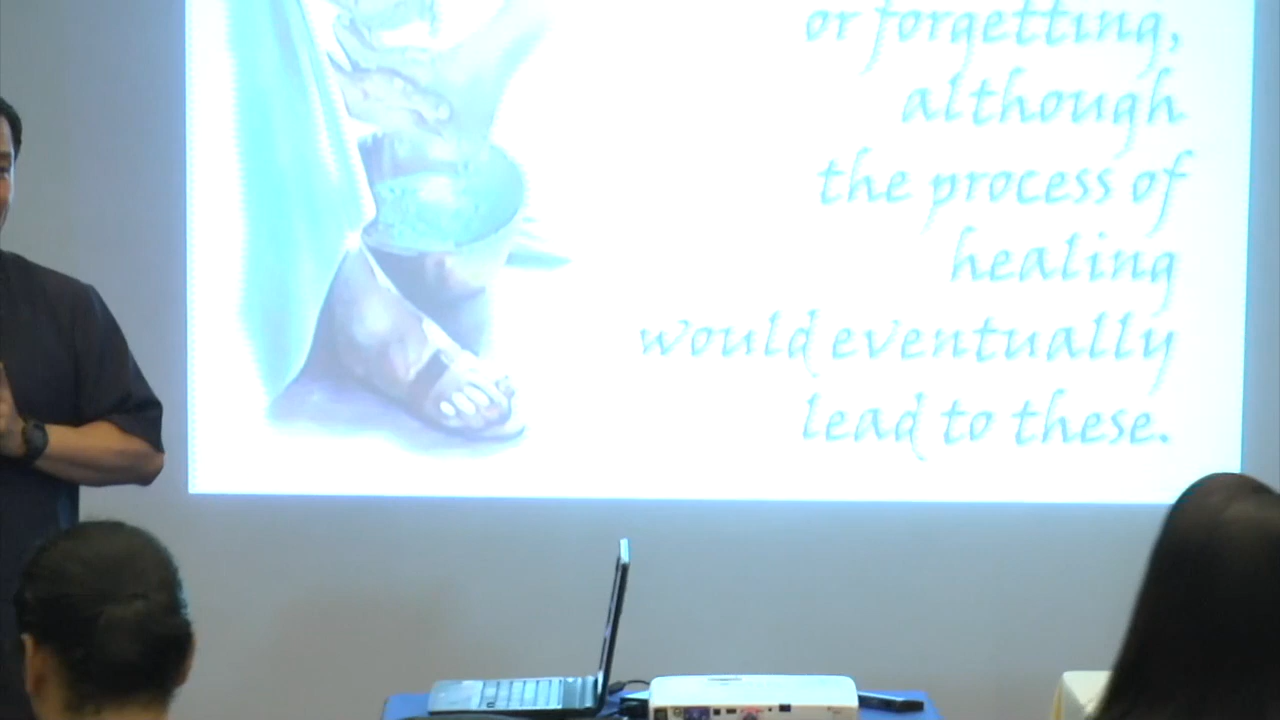 or forgetting,
although
the process of
healing
would eventually
lead to these.